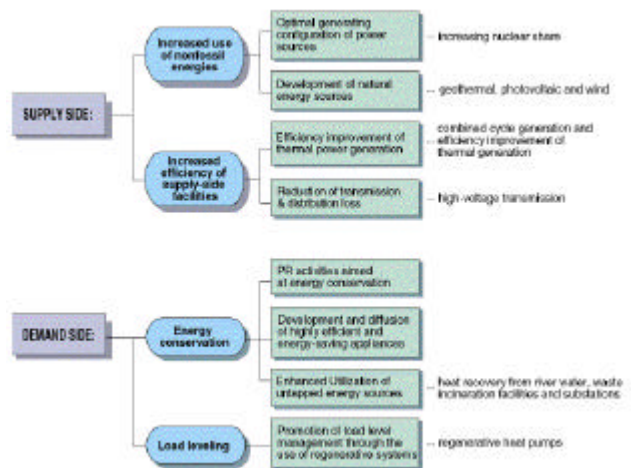 SUPPLY SIDE:
Increased use
of nonfossil
energies
Optimal generating
configuration of power
sources
increasing nuclear share
Development of natural
energy sources
geothermal, photovoltaic and wind
Increased
efficiency of
supply-side
facilities
Efficiency improvement of
thermal power generation
combined cycle generation and
efficiency improvement of
thermal generation
Reduction of transmission
& distribution loss
high-voltage transmission
DEMAND SIDE:
Energy
conservation
PR activities aimed
at energy conservation
Development and diffusion
of highly efficient and
energy-saving appliances
Enhanced Utilization of
untapped energy sources
heat recovery from river water, waste
incineration facilities and substations
Load leveling
Promotion of load level
management through the
use of regenerative systems
regenerative heat pumps